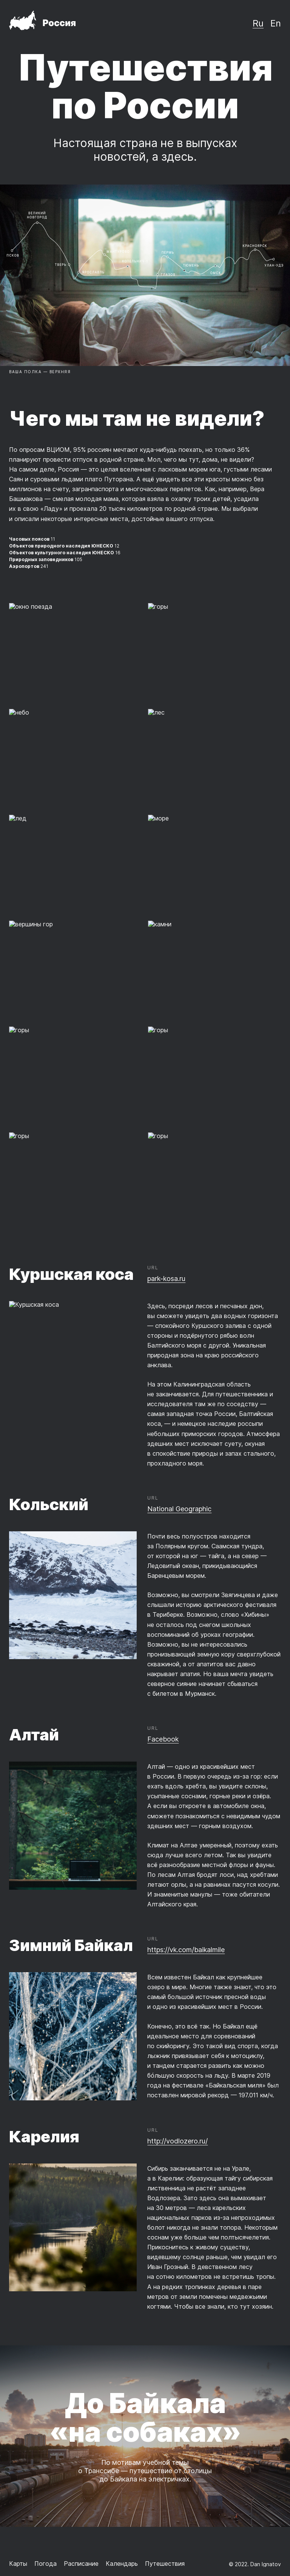 Россия
Ru En
Путешествия
по России
Настоящая страна не в выпусках
новостей, а здесь.
ВЕЛИКИЙ
НОВГОРОД
ПСКОВ
ТВЕРЬ
КРАСНОЯРСК
УЛАН-УДЭ
ВАША ПОЛКА — ВЕРХНЯЯ
Чего мы там не видели?
По опросам ВЦИОМ, 95% россиян мечтают куда-нибудь поехать, но только 36%
планируют провести отпуск в родной стране. Мол, чего мы тут, дома, не видели?
На самом деле, Россия — это целая вселенная с ласковым морем юга, густыми лесами
Саян и суровыми льдами плато Путорана. А ещё увидеть все эти красоты можно без
миллионов на счету, загранпаспорта и многочасовых перелетов. Как, например, Вера
Башмакова — смелая молодая мама, которая взяла в охапку троих детей, усадила
их в свою «Ладу» и проехала 20 тысяч километров по родной стране. Мы выбрали
и описали некоторые интересные места, достойные вашего отпуска.
Часовых поясов 11
Объектов природного наследия ЮНЕСКО 12
Объектов культурного наследия ЮНЕСКО 16
Природных заповедников 105
Аэропортов 241
окно поезда
горы
небо
лес
лед
море
вершины гор
камни
горы
горы
горы
горы
Куршская коса
URL
park-kosa.ru
Куршская коса
Здесь, посреди лесов и песчаных дюн,
вы сможете увидеть два водных горизонта
— спокойного Куршского залива с одной
стороны и подёрнутого рябью волн
Балтийского моря с другой. Уникальная
природная зона на краю российского
анклава.
На этом Калининградская область
не заканчивается. Для путешественника и
исследователя там же по соседству —
самая западная точка России, Балтийская
коса, — и немецкое наследие россыпи
небольших приморских городов. Атмосфера
здешних мест исключает суету, окуная
в спокойствие природы и запах стального,
прохладного моря.
Кольский
URL
National Geographic
Почти весь полуостров находится
за Полярным кругом. Саамская тундра,
от которой на юг — тайга, а на север —
Ледовитый океан, прикидывающийся
Баренцевым морем.
Возможно, вы смотрели Звягинцева и даже
слышали историю арктического фестиваля
в Териберке. Возможно, слово «Хибины»
не осталось под снегом школьных
воспоминаний об уроках географии.
Возможно, вы не интересовались
пронизывающей земную кору сверхглубокой
скважиной, а от апатитов вас давно
накрывает апатия. Но ваша мечта увидеть
северное сияние начинает сбываться
с билетом в Мурманск.
Алтай
URL
Facebook
Алтай — одно из красивейших мест
в России. В первую очередь из-за гор: если
ехать вдоль хребта, вы увидите склоны,
усыпанные соснами, горные реки и озёра.
А если вы откроете в автомобиле окна,
сможете познакомиться с невидимым чудом
здешних мест — горным воздухом.
Климат на Алтае умеренный, поэтому ехать
сюда лучше всего летом. Так вы увидите
всё разнообразие местной флоры и фауны.
По лесам Алтая бродят лоси, над горами
летают орлы, а на равнинах пасутся косули.
И знаменитые манулы — тоже обитатели
Алтайского края.
Зимний Байкал
URL
https://vk.com/baikalmile
Всем известен Байкал как крупнейшее
озеро в мире. Многие также знают, что это
самый большой источник пресной воды
и одно из красивейших мест в России.
Конечно, это всё так. Но Байкал ещё
идеальное место для соревнований
по скийорингу. Это такой вид спорта, когда
лыжник привязывает себя к мотоциклу,
и тандем старается развить как можно
бо́льшую скорость на льду. В марте 2019
года на фестивале «Байкальская миля» был
поставлен мировой рекорд — 197.011 км/ч.
Карелия
URL
http://vodlozero.ru/
Сибирь заканчивается не на Урале,
а в Карелии: образующая тайгу сибирская
лиственница не растёт западнее
Водлозера. Зато здесь она вымахивает
на 30 метров — леса карельских
национальных парков из-за непроходимых
болот никогда не знали топора. Некоторым
соснам уже больше чем полтысячелетия.
Прикоснитесь к живому существу,
видевшему солнце раньше, чем увидал его
Иван Грозный. В девственном лесу
на сотню километров не встретишь тропы.
А на редких тропинках деревья в паре
метров от земли помечены медвежьими
когтями. Чтобы все знали, кто тут хозяин.
До Байкала
«на собаках»
По мотивам учебной темы
о Транссибе — путешествие от столицы
до Байкала на электричках.
Карты Погода Расписание Календарь Путешествия
© 2022. Dan Ignatov